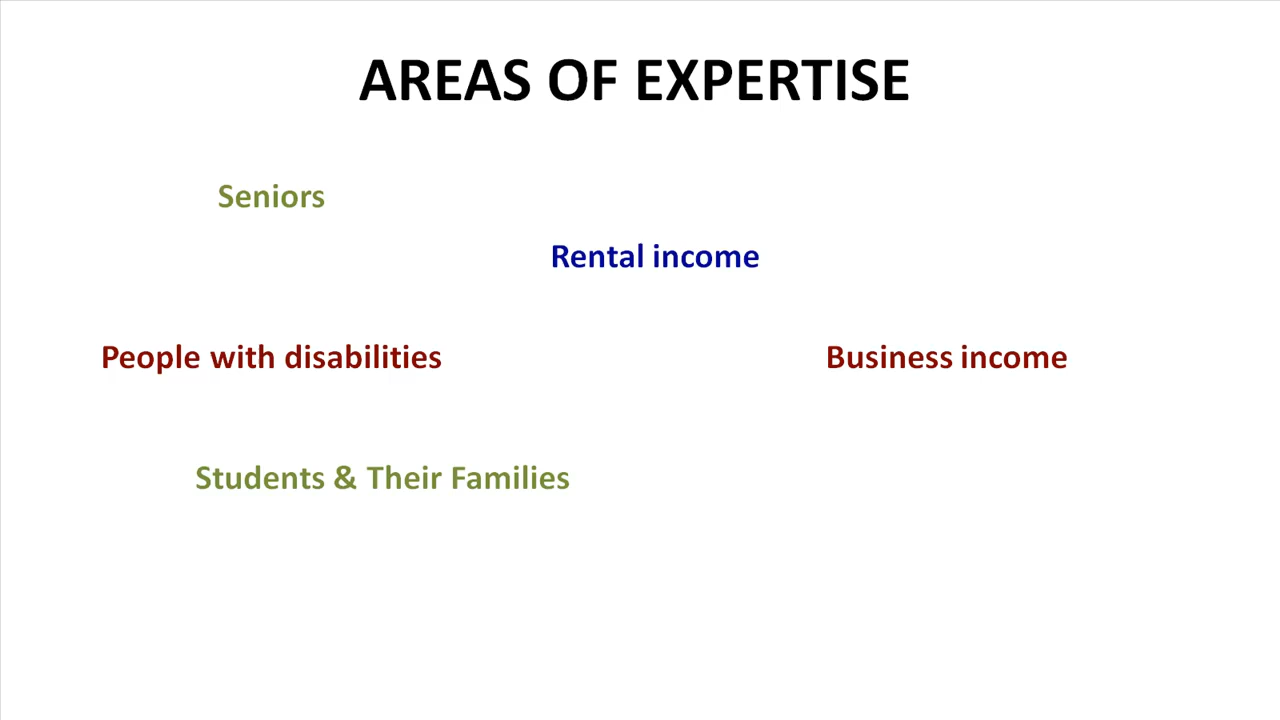 AREAS OF EXPERTISE
Seniors
Rental income
People with disabilities
Business income
Students & Their Families